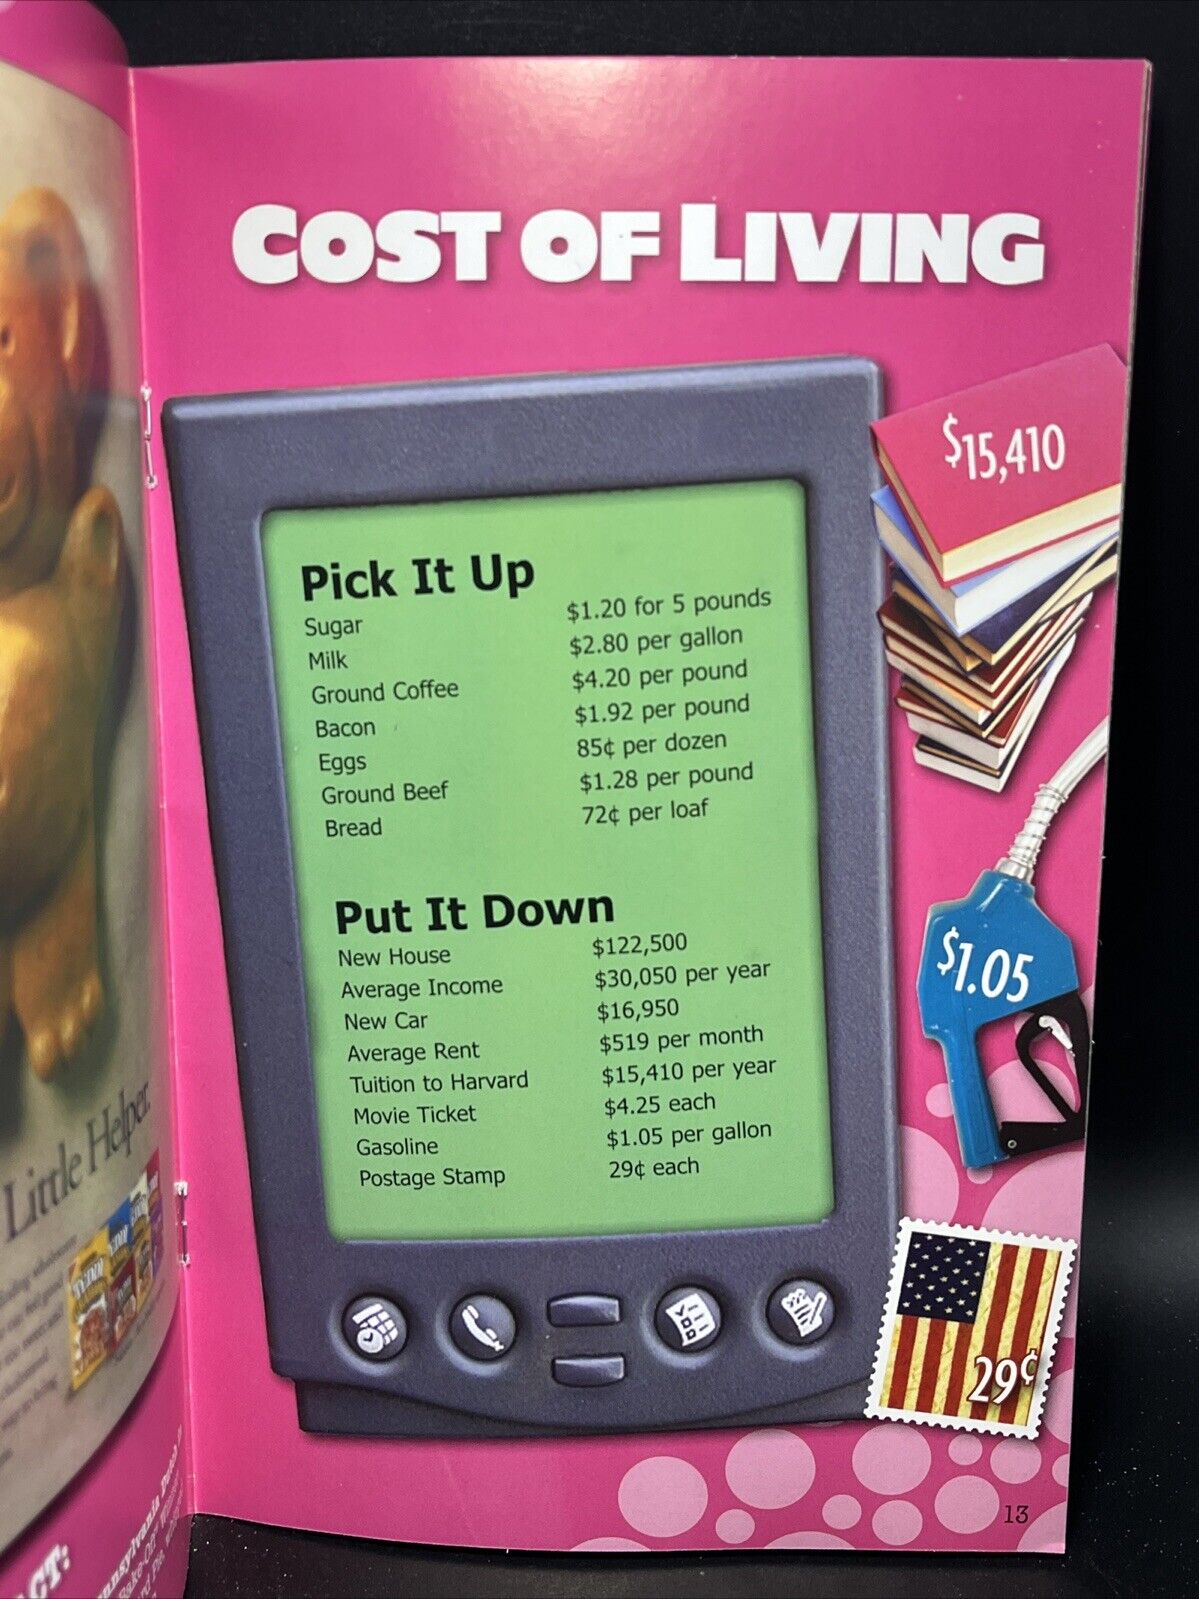 COST OF LIVING
$15,410
Pick It Up
Sugar $1.20 for 5 pounds
Milk $2.80 per gallon
Ground Coffee $4.20 per pound
Bacon $1.92 per pound
Eggs 85¢ per dozen
Ground Beef $1.28 per pound
Bread 72¢ per loaf
Put It Down
New House $122,500
Average Income $30,050 per year
New Car $16,950
Average Rent $519 per month
Tuition to Harvard $15,410 per year
Movie Ticket $4.25 each
Gasoline $1.05 per gallon
Postage Stamp 29¢ each
$1.05
29¢
13
Little Helper.